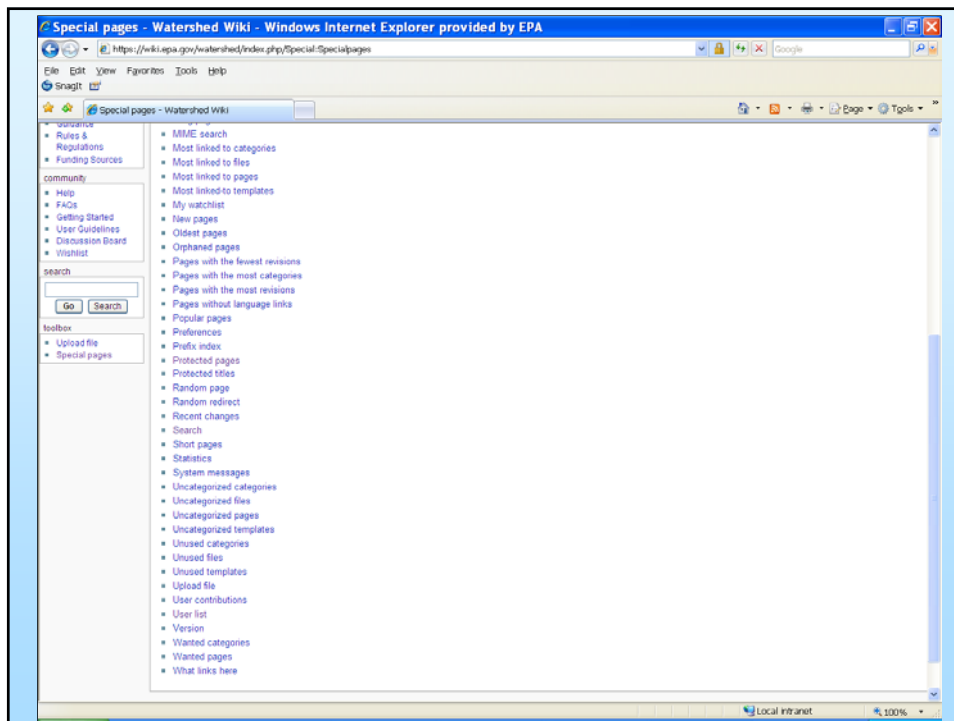 Special pages - Watershed Wiki - Windows Internet Explorer provided by EPA
https://wiki.epa.gov/watershed/index.php/Special:Specialpages
Google
File Edit View Favorites Tools Help
SnagIt
Special pages - Watershed Wiki
Page Tools »
Guidance
Rules &
Regulations
Funding Sources
community
Help
FAQs
Getting Started
User Guidelines
Discussion Board
Wishlist
search
Go Search
toolbox
Upload file
Special pages
MIME search
Most linked to categories
Most linked to files
Most linked to pages
Most linked-to templates
My watchlist
New pages
Oldest pages
Orphaned pages
Pages with the fewest revisions
Pages with the most categories
Pages with the most revisions
Pages without language links
Popular pages
Preferences
Prefix index
Protected pages
Protected titles
Random page
Random redirect
Recent changes
Search
Short pages
Statistics
System messages
Uncategorized categories
Uncategorized files
Uncategorized pages
Uncategorized templates
Unused categories
Unused files
Unused templates
Upload file
User contributions
User list
Version
Wanted categories
Wanted pages
What links here
Local intranet
100%